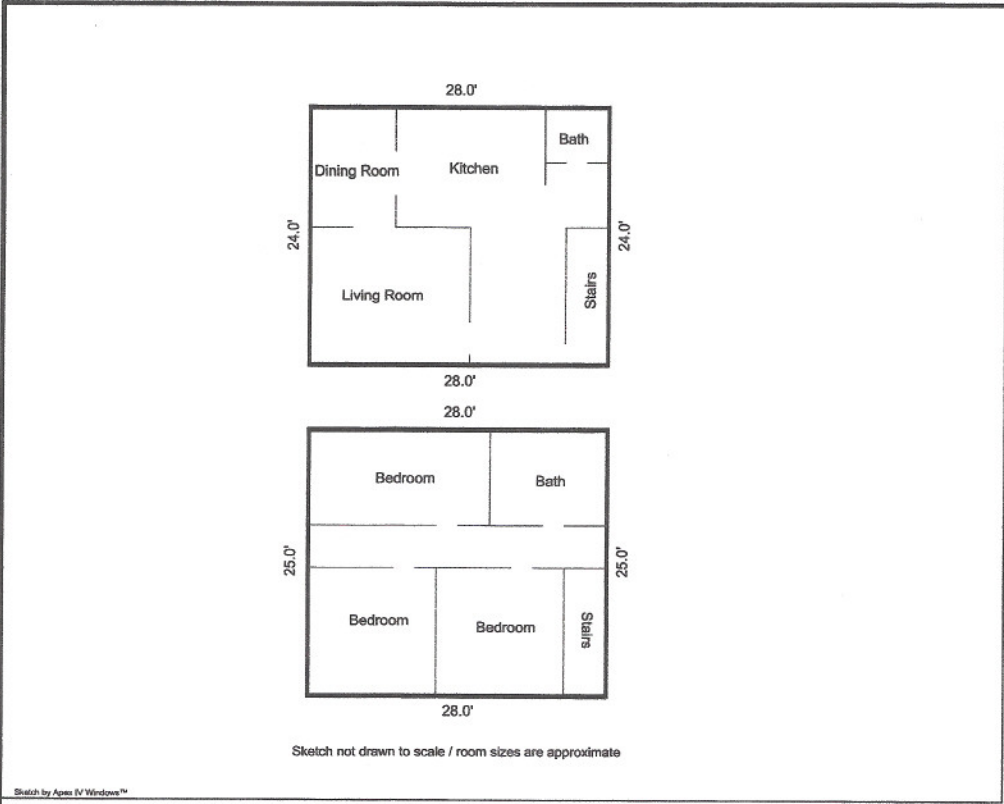 28.0'
Bath
Dining Room
Kitchen
24.0'
24.0'
Living Room
Stairs
28.0'
28.0'
Bedroom
Bath
25.0'
25.0'
Bedroom
Bedroom
Stairs
28.0'
Sketch not drawn to scale / room sizes are approximate
Sketch by Apex IV Windows™